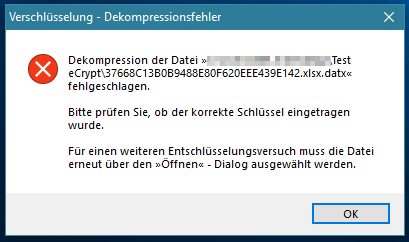 Verschlüsselung - Dekompressionsfehler
Dekompression der Datei »\Test
eCrypt\37668C13B0B9488E80F620EEE439E142.xlsx.datx«
fehlgeschlagen.
Bitte prüfen Sie, ob der korrekte Schlüssel eingetragen
wurde.
Für einen weiteren Entschlüsselungsversuch muss die Datei
erneut über den »Öffnen« - Dialog ausgewählt werden.
OK